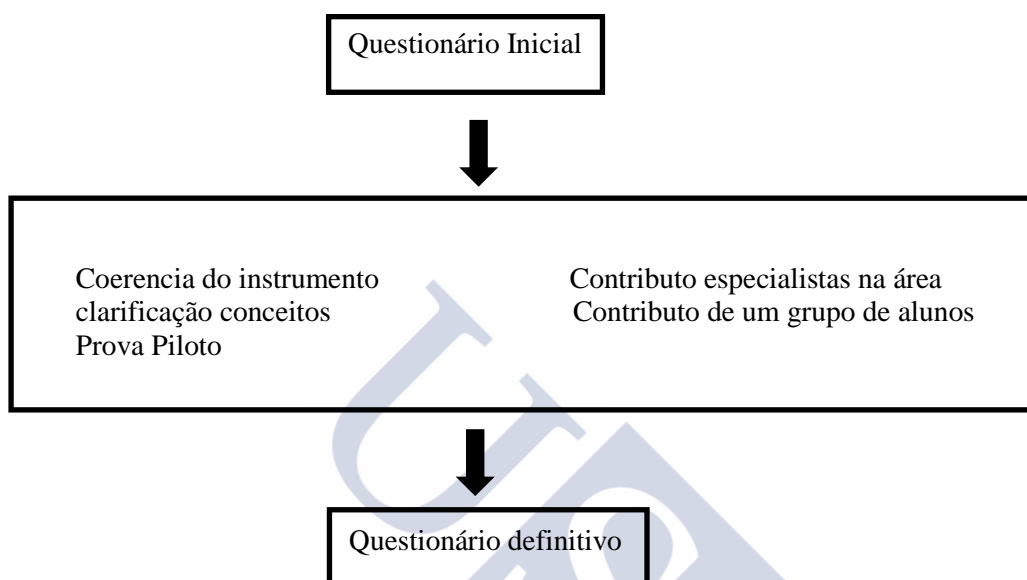 Questionário Inicial
Coerencia do instrumento
clarificação conceitos
Prova Piloto
Contributo especialistas na área
Contributo de um grupo de alunos
Questionário definitivo